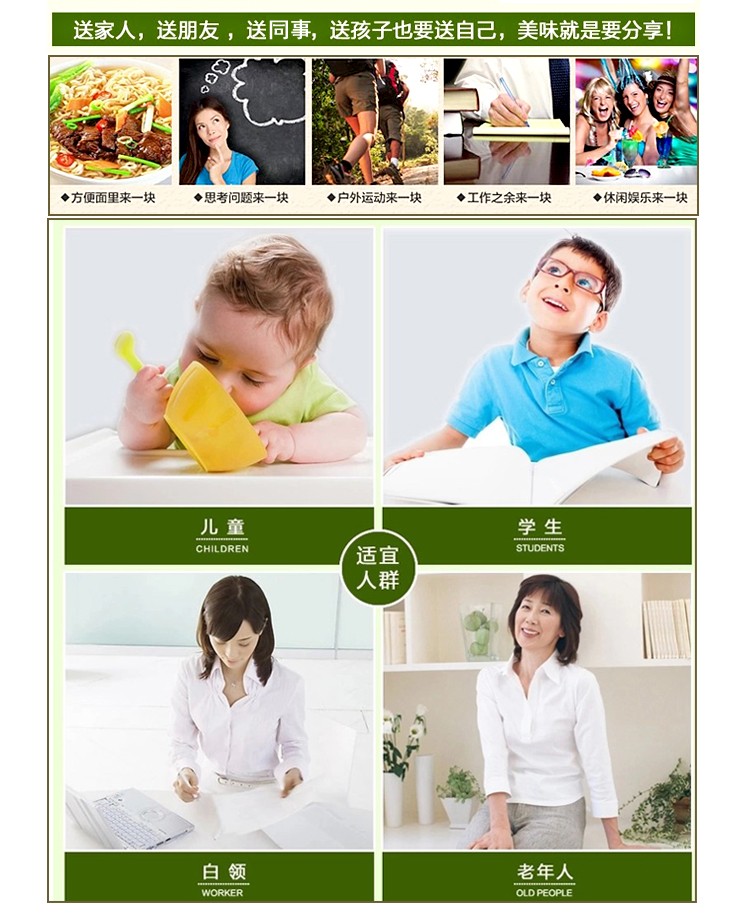 送家人，送朋友，送同事，送孩子也要送自己，美味就是要分享！
◆方便面里来一块 ◆思考问题来一块 ◆户外运动来一块 ◆工作之余来一块 ◆休闲娱乐来一块
儿童 学生
CHILDREN STUDENTS
适宜
人群
白领 老年人
WORKER OLD PEOPLE